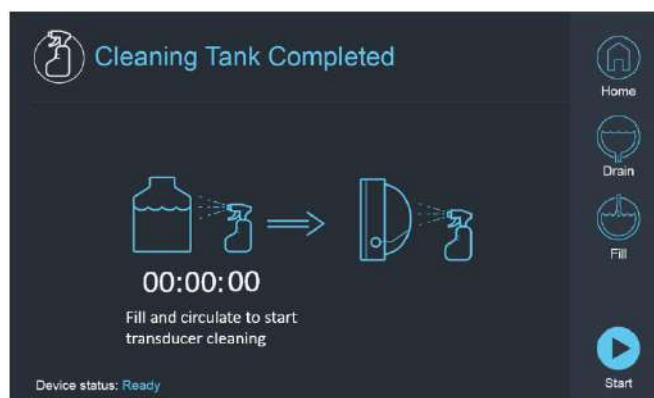 Cleaning Tank Completed
Home
Drain
Fill
00:00:00
Fill and circulate to start
transducer cleaning
Device status: Ready
Start